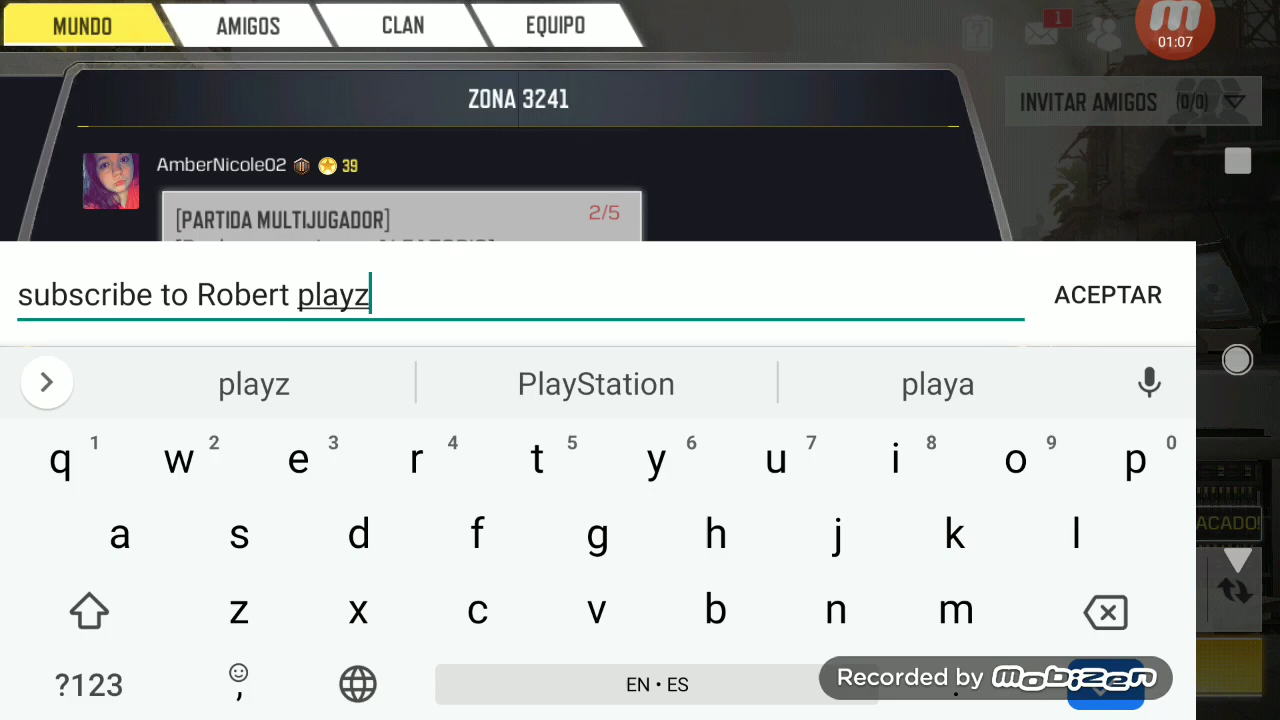 MUNDO AMIGOS CLAN EQUIPO
1
01:07
ZONA 3241
INVITAR AMIGOS (0/0)
AmberNicole02 39
[PARTIDA MULTIJUGADOR] 2/5
subscribe to Robert playz ACEPTAR
playz PlayStation playa
q 1 w 2 e 3 r 4 t 5 y 6 u 7 i 8 o 9 p 0
a s d f g h j k l
ACADO!
z x c v b n m
?123 , EN • ES .
Recorded by mobizen